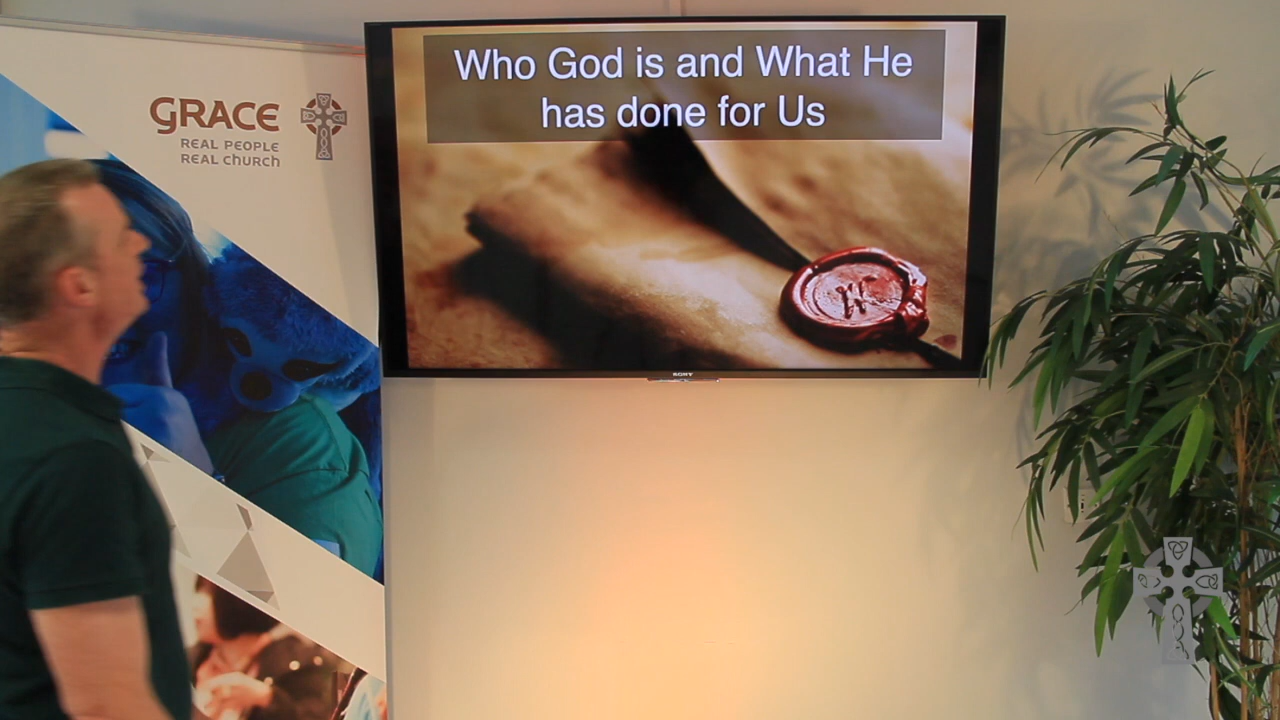 GRACE
REAL PEOPLE
REAL CHURCH
Who God is and What He
has done for Us
SONY